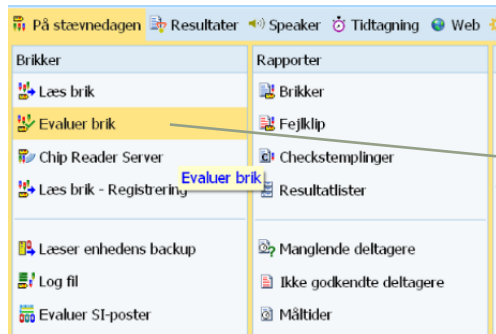 På stævnedagen Resultater Speaker Tidtagning Web
Brikker
Læs brik
Evaluer brik
Chip Reader Server
Læs brik - Registrering
Evaluer brik
Læser enhedens backup
Log fil
Evaluer SI-poster
Rapporter
Brikker
Fejlklip
Checkstemplinger
Resultatlister
Manglende deltagere
Ikke godkendte deltagere
Måltider